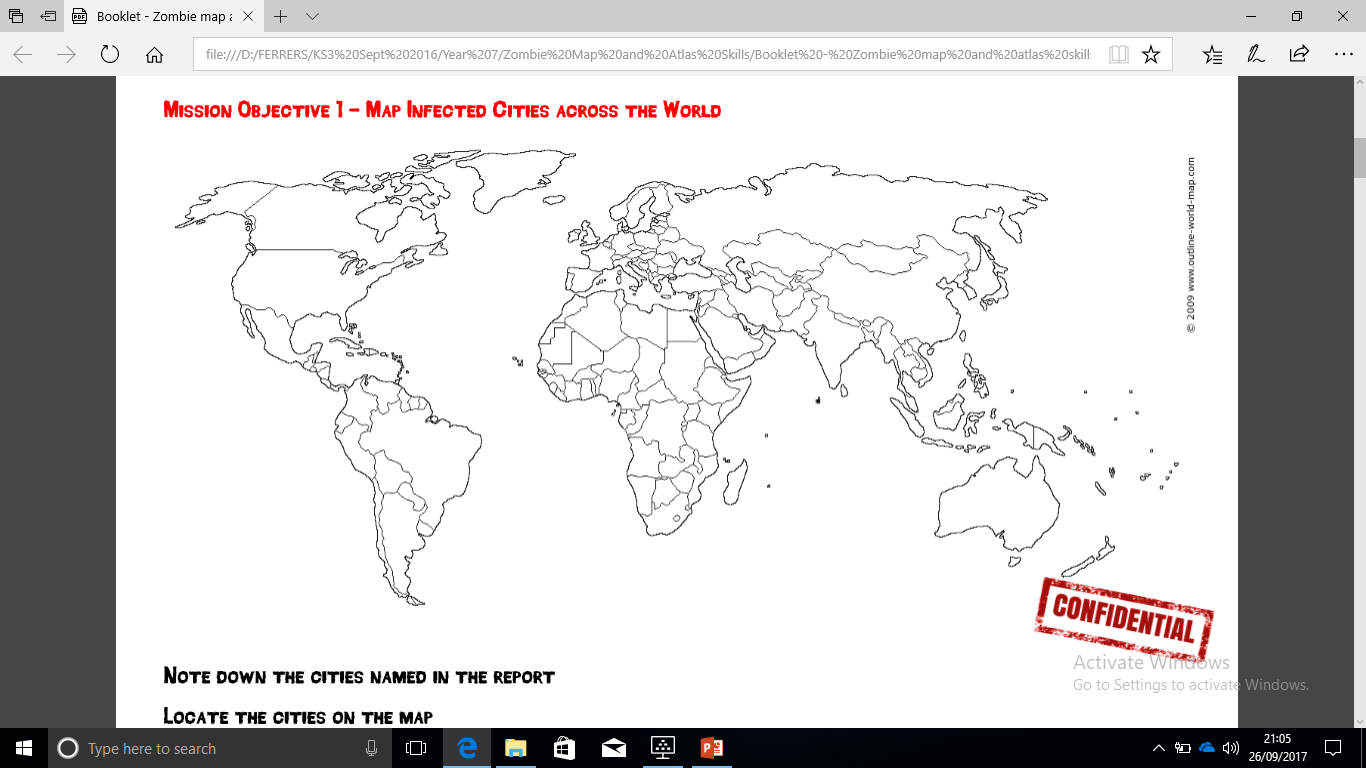 Booklet - Zombie map a
file:///D:/FERRERS/KS3%20Sept%202016/Year%207/Zombie%20Map%20and%20Atlas%20Skills/Booklet%20-%20Zombie%20map%20and%20atlas%20skill
Mission Objective 1 – Map Infected Cities across the World
© 2009 www.outline-world-map.com
CONFIDENTIAL
Activate Windows
Go to Settings to activate Windows.
Note down the cities named in the report
Locate the cities on the map
Type here to search
21:05
26/09/2017